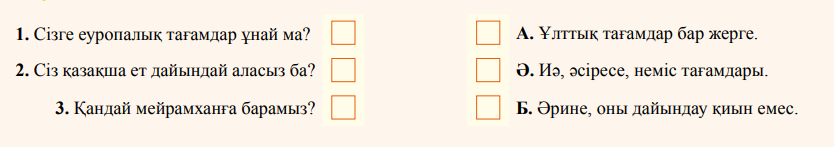 1. Сізге еуропалық тағамдар ұнай ма?
А. Ұлттық тағамдар бар жерге.
2. Сіз қазақша ет дайындай аласыз ба?
Ә. Иә, әсіресе, неміс тағамдары.
3. Қандай мейрамханға барамыз?
Б. Әрине, оны дайындау қиын емес.